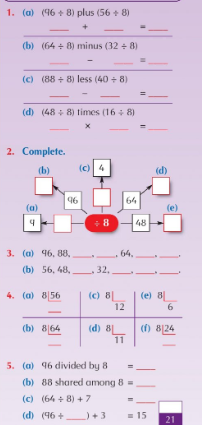 1. (a) (96 ÷ 8) plus (56 ÷ 8)
___ + ___ = ___
(b) (64 ÷ 8) minus (32 ÷ 8)
___ − ___ = ___
(c) (88 ÷ 8) less (40 ÷ 8)
___ − ___ = ___
(d) (48 ÷ 8) times (16 ÷ 8)
___ × ___ = ___
2. Complete.
(b) (c) 4 (d)
96 64
(a) (e)
9 ÷ 8 48
3. (a) 96, 88, ___, ___, 64, ___, ___.
(b) 56, 48, ___, 32, ___, ___, ___.
4. (a) 8|56 (c) 8|__ (e) 8|__
12 6
(b) 8|64 (d) 8|__ (f) 8|24
11
5. (a) 96 divided by 8 = ___
(b) 88 shared among 8 = ___
(c) (64 ÷ 8) + 7 = ___
(d) (96 ÷ ___) + 3 = 15
21